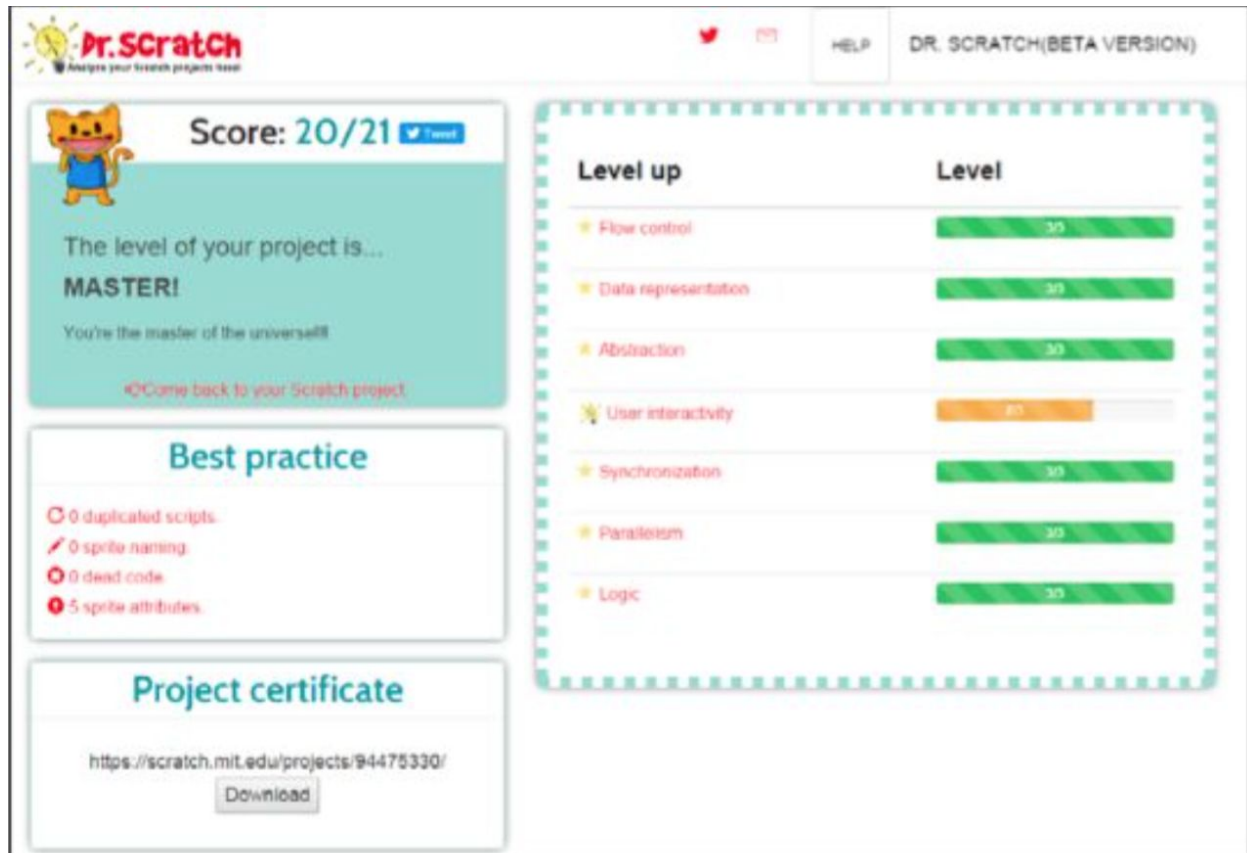 Dr. Scratch
Analyze your Scratch projects here!
HELP
DR. SCRATCH(BETA VERSION)
Score: 20/21
Tweet
The level of your project is...
MASTER!
You're the master of the universe!!!
Come back to your Scratch project.
Best practice
0 duplicated scripts.
0 sprite naming.
0 dead code.
5 sprite attributes.
Project certificate
https://scratch.mit.edu/projects/94475330/
Download
Level up Level
Flow control 3/3
Data representation 3/3
Abstraction 3/3
User interactivity 2/3
Synchronization 3/3
Parallelism 3/3
Logic 3/3